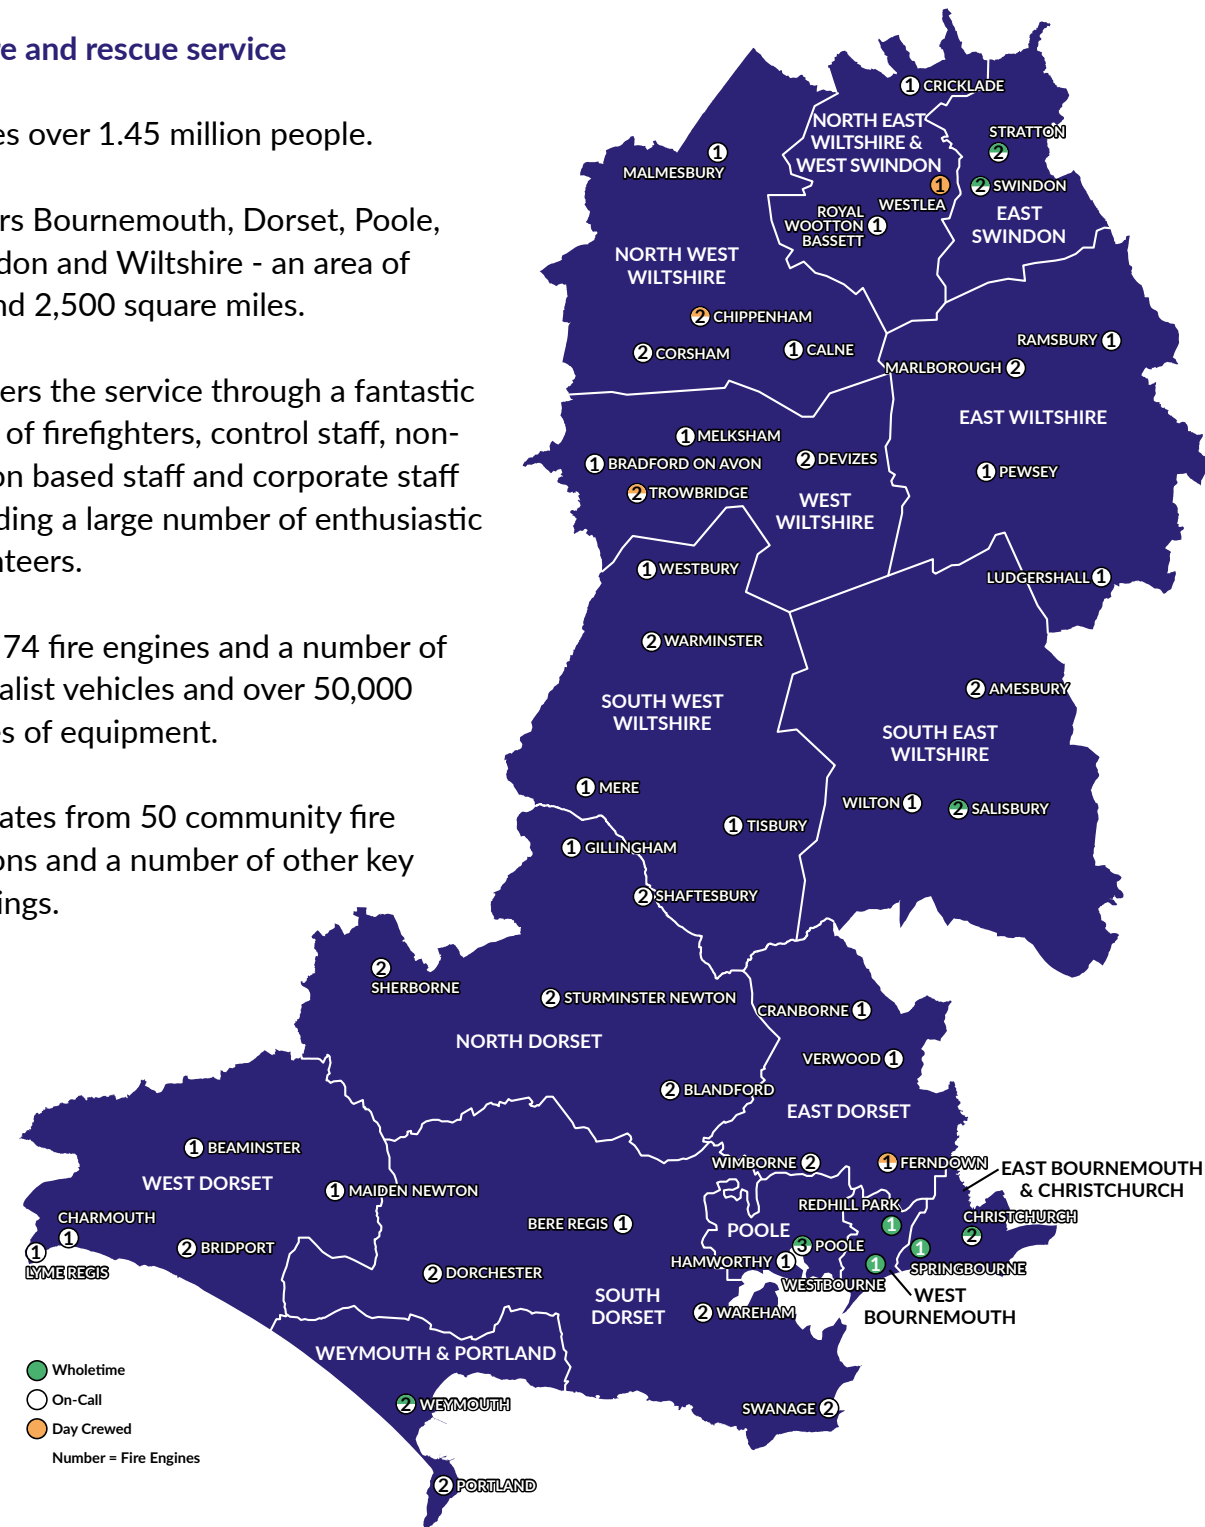 re and rescue service
es over 1.45 million people.
rs Bournemouth, Dorset, Poole,
don and Wiltshire - an area of
nd 2,500 square miles.
ers the service through a fantastic
of firefighters, control staff, non-
on based staff and corporate staff
ding a large number of enthusiastic
nteers.
74 fire engines and a number of
alist vehicles and over 50,000
es of equipment.
ates from 50 community fire
ons and a number of other key
ings.
1 CRICKLADE
NORTH EAST
WILTSHIRE &
WEST SWINDON
STRATTON
2
1
MALMESBURY
1
WESTLEA
2 SWINDON
EAST
SWINDON
ROYAL
WOOTTON 1
BASSETT
NORTH WEST
WILTSHIRE
2 CHIPPENHAM
2 CORSHAM
1 CALNE
RAMSBURY 1
MARLBOROUGH 2
EAST WILTSHIRE
1 MELKSHAM
1 BRADFORD ON AVON
2 DEVIZES
1 PEWSEY
2 TROWBRIDGE
WEST
WILTSHIRE
1 WESTBURY
LUDGERSHALL 1
2 WARMINSTER
2 AMESBURY
SOUTH WEST
WILTSHIRE
SOUTH EAST
WILTSHIRE
1 MERE
WILTON 1
2 SALISBURY
1 TISBURY
1 GILLINGHAM
2 SHAFTESBURY
2
SHERBORNE
2 STURMINSTER NEWTON
CRANBORNE 1
NORTH DORSET
VERWOOD 1
2 BLANDFORD
EAST DORSET
1 BEAMINSTER
WIMBORNE 2
1 FERNDOWN
EAST BOURNEMOUTH
& CHRISTCHURCH
WEST DORSET
1 MAIDEN NEWTON
REDHILL PARK
1
CHARMOUTH
1
CHRISTCHURCH
2
BERE REGIS 1
POOLE
3 POOLE
1
LYME REGIS
2 BRIDPORT
1
SPRINGBOURNE
HAMWORTHY 1
1
WESTBOURNE
2 DORCHESTER
WEST
BOURNEMOUTH
SOUTH
DORSET
2 WAREHAM
WEYMOUTH & PORTLAND
2 WEYMOUTH
SWANAGE 2
2 PORTLAND
Wholetime
On-Call
Day Crewed
Number = Fire Engines